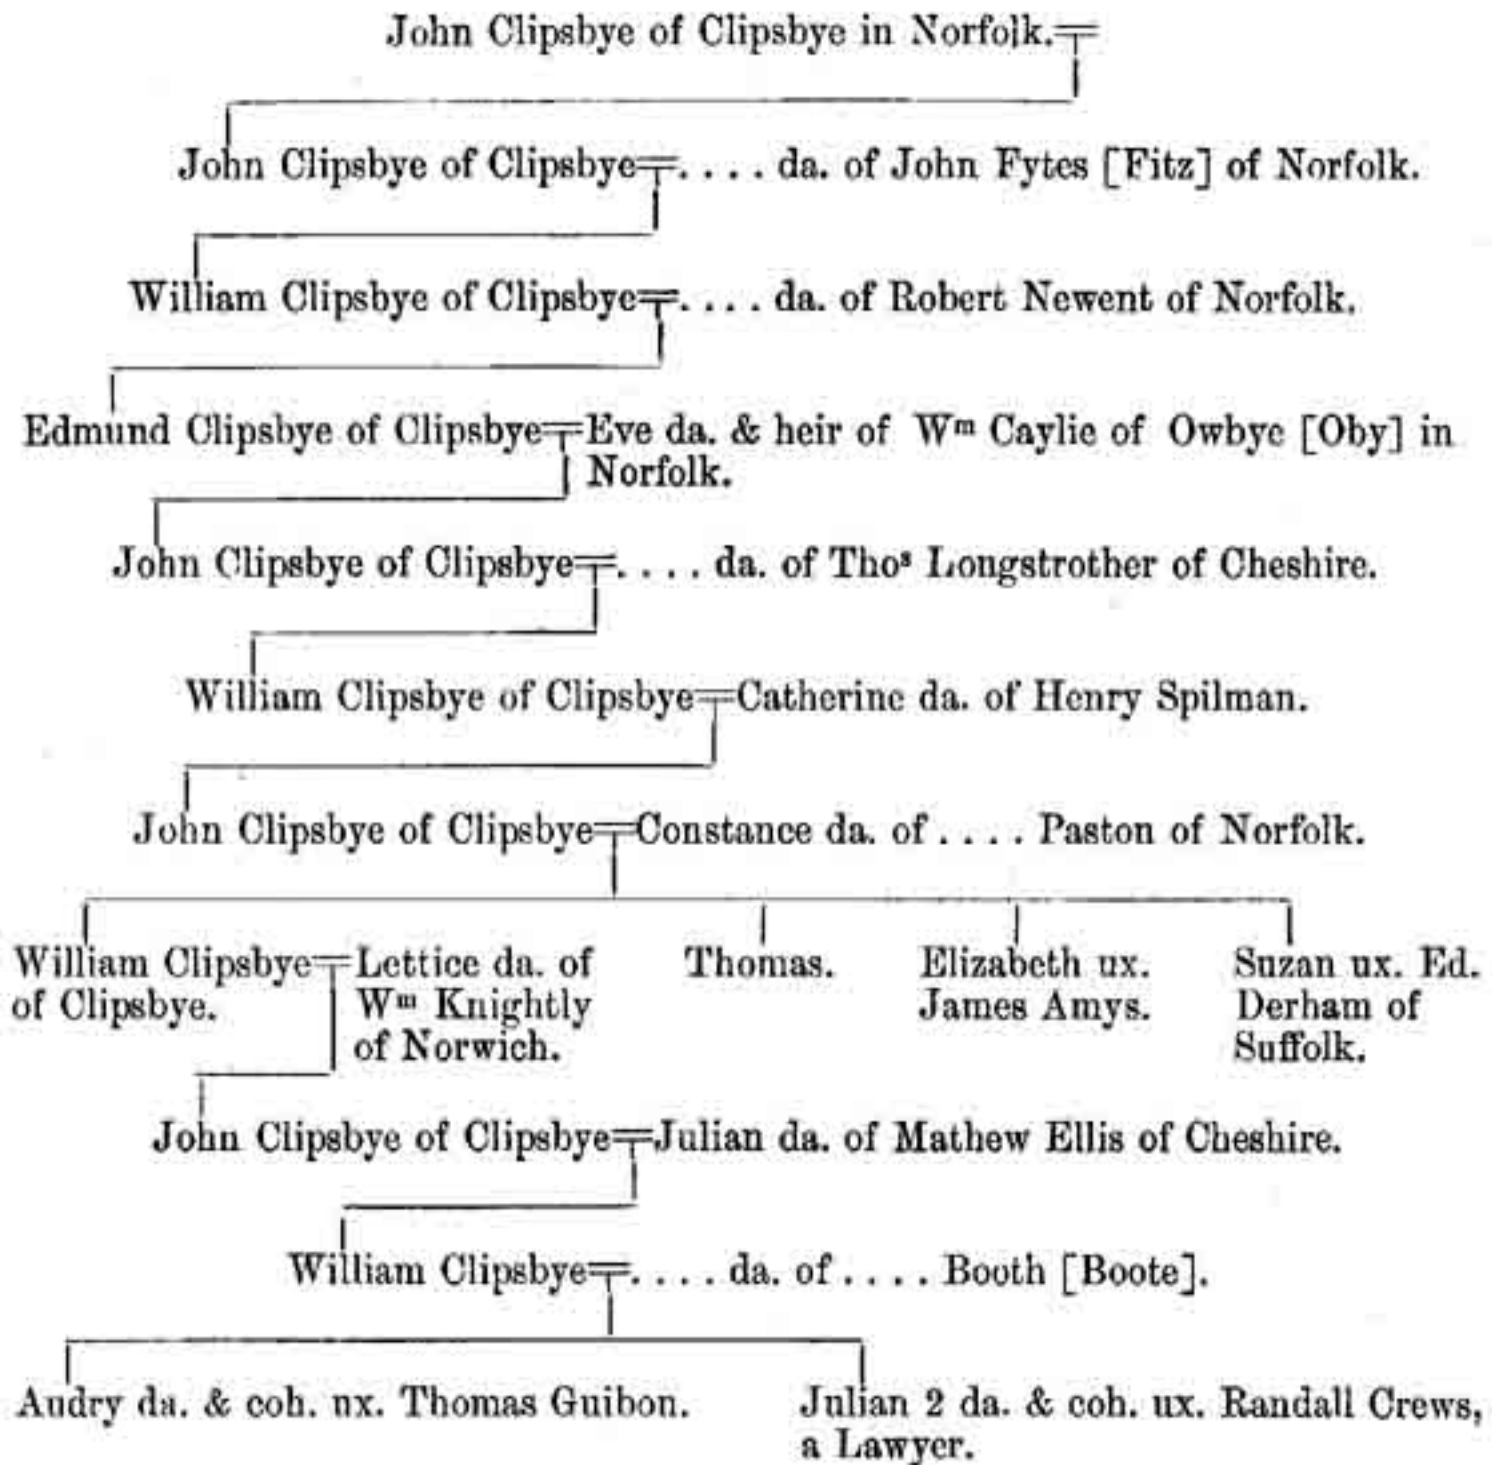 John Clipsbye of Clipsbye in Norfolk.
John Clipsbye of Clipsbye=. . . . da. of John Fytes [Fitz] of Norfolk.
William Clipsbye of Clipsbye=. . . . da. of Robert Newent of Norfolk.
Edmund Clipsbye of Clipsbye=Eve da. & heir of Wᵐ Caylie of Owbye [Oby] in
Norfolk.
John Clipsbye of Clipsbye=. . . . da. of Thoˢ Longstrother of Cheshire.
William Clipsbye of Clipsbye=Catherine da. of Henry Spilman.
John Clipsbye of Clipsbye=Constance da. of . . . . Paston of Norfolk.
William Clipsbye=
of Clipsbye.
Lettice da. of
Wᵐ Knightly
of Norwich.
Thomas.
Elizabeth ux.
James Amys.
Suzan ux. Ed.
Derham of
Suffolk.
John Clipsbye of Clipsbye=Julian da. of Mathew Ellis of Cheshire.
William Clipsbye=. . . . da. of . . . . Booth [Boote].
Audry da. & coh. ux. Thomas Guibon.
Julian 2 da. & coh. ux. Randall Crews,
a Lawyer.